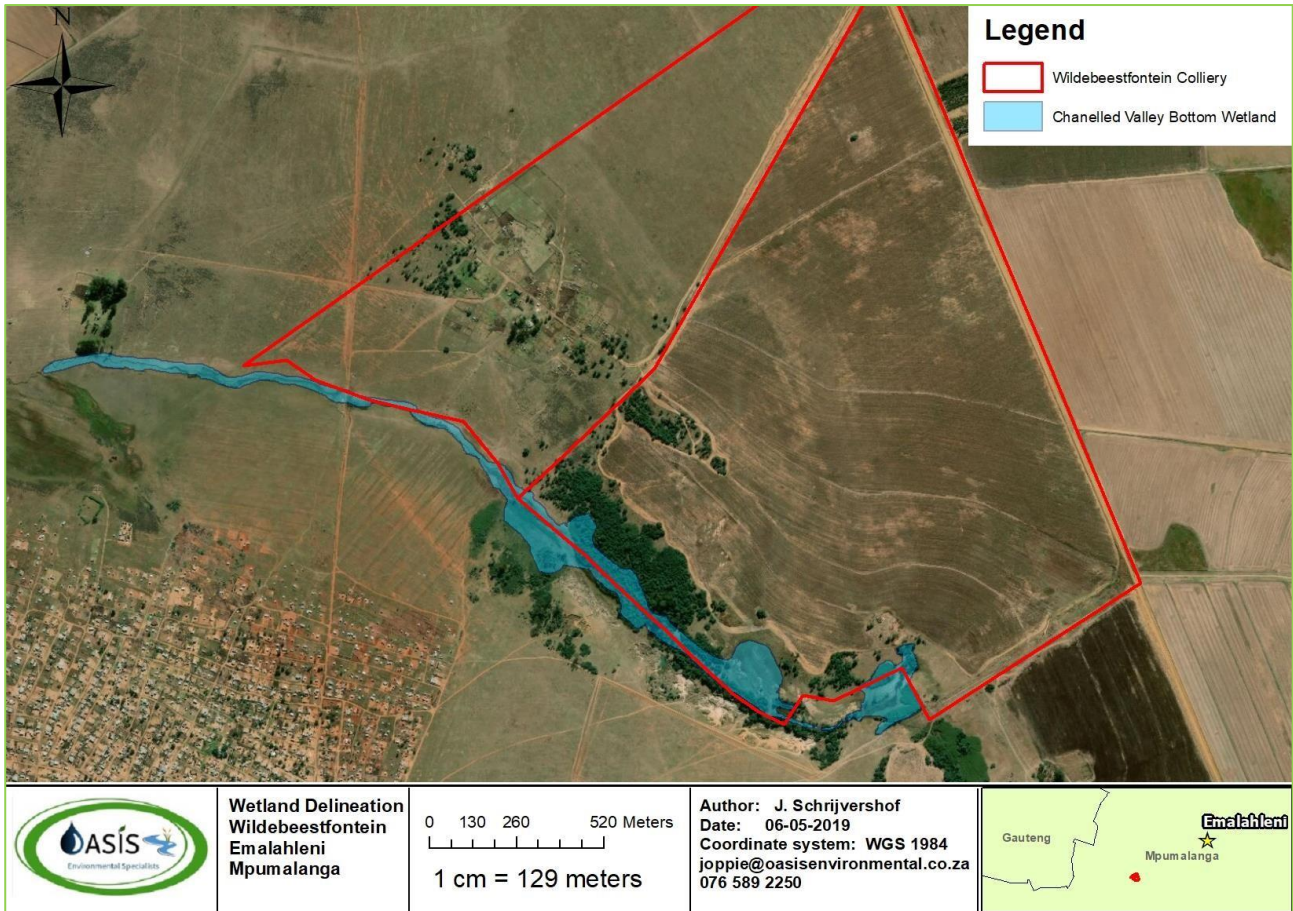 N
Legend
Wildebeestfontein Colliery
Chanelled Valley Bottom Wetland
OASIS
Environmental Specialists
Wetland Delineation
Wildebeestfontein
Emalahleni
Mpumalanga
0 130 260 520 Meters
1 cm = 129 meters
Author: J. Schrijvershof
Date: 06-05-2019
Coordinate system: WGS 1984
joppie@oasisenvironmental.co.za
076 589 2250
Emalahleni
Gauteng
Mpumalanga